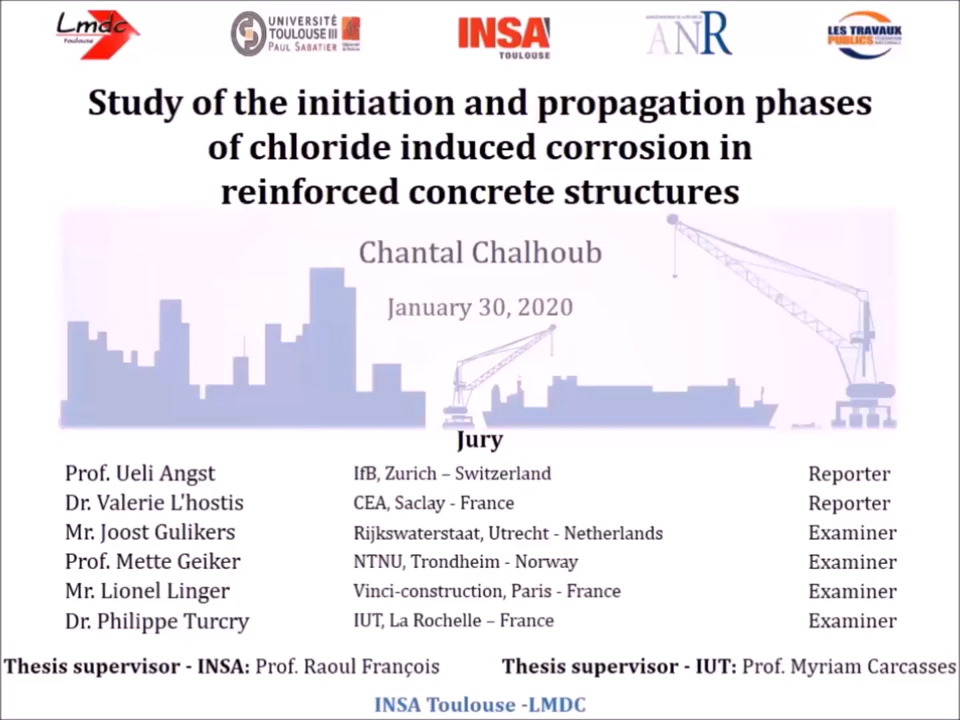 Lmdc
Toulouse
UNIVERSITÉ
TOULOUSE III
PAUL SABATIER
INSA
TOULOUSE
ANR
LES TRAVAUX
PUBLICS
Study of the initiation and propagation phases
of chloride induced corrosion in
reinforced concrete structures
Chantal Chalhoub
January 30, 2020
Jury
Prof. Ueli Angst IfB, Zurich – Switzerland Reporter
Dr. Valerie L'hostis CEA, Saclay - France Reporter
Mr. Joost Gulikers Rijkswaterstaat, Utrecht - Netherlands Examiner
Prof. Mette Geiker NTNU, Trondheim - Norway Examiner
Mr. Lionel Linger Vinci-construction, Paris - France Examiner
Dr. Philippe Turcry IUT, La Rochelle – France Examiner
Thesis supervisor - INSA: Prof. Raoul François Thesis supervisor - IUT: Prof. Myriam Carcasses
INSA Toulouse -LMDC